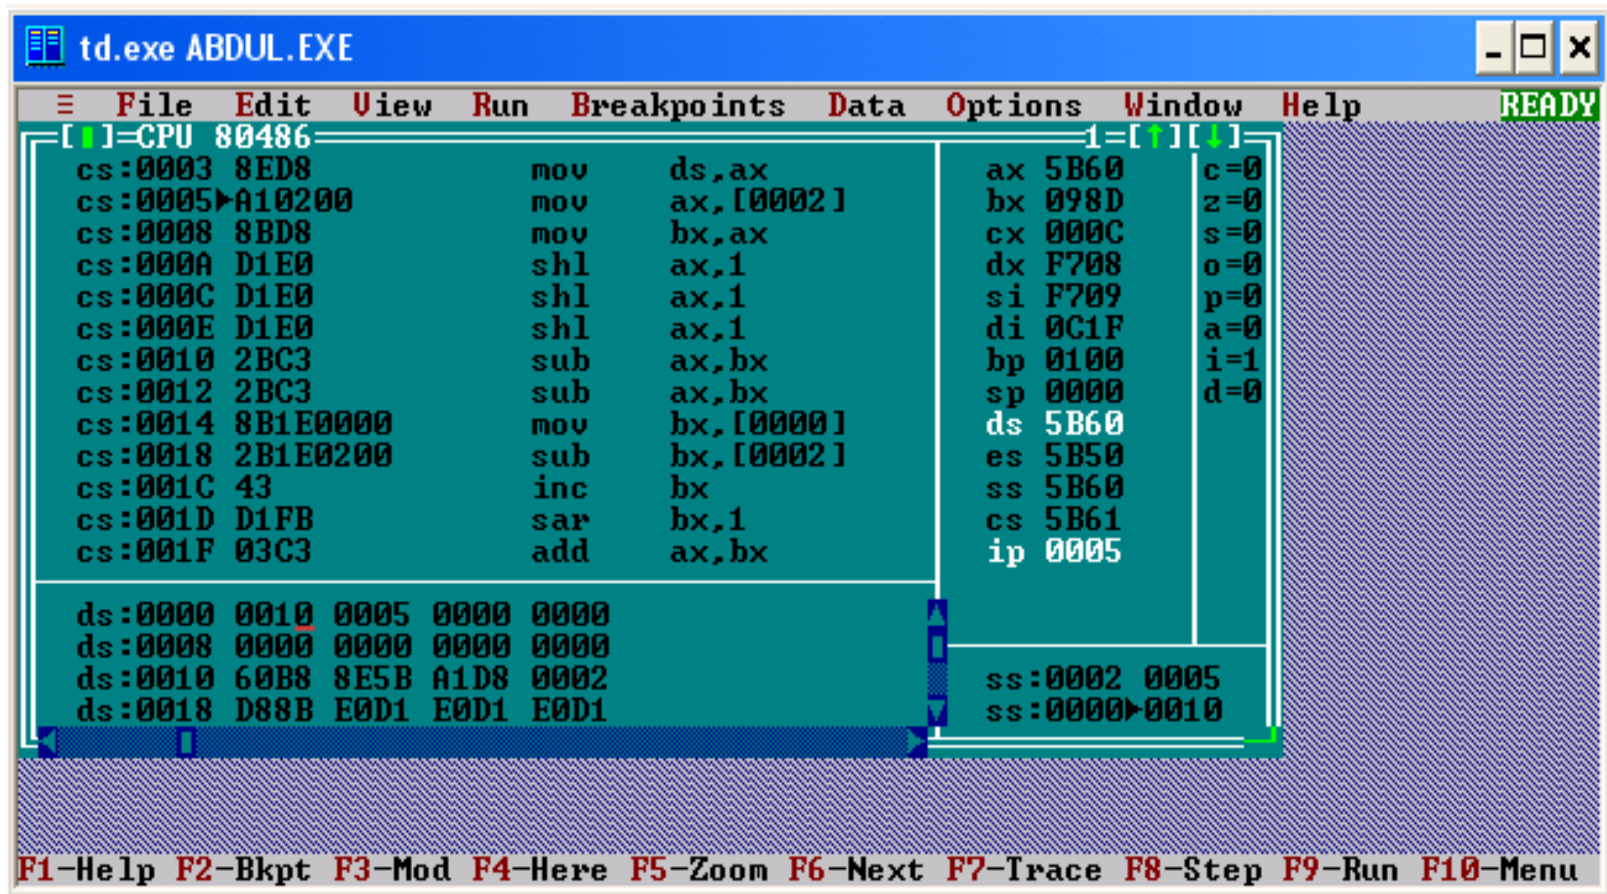 td.exe ABDUL.EXE
≡ File Edit View Run Breakpoints Data Options Window Help READY
[▮]=CPU 80486 1=[↑][↓]
cs:0003 8ED8 mov ds,ax ax 5B60 c=0
cs:0005►A10200 mov ax,[0002] bx 098D z=0
cs:0008 8BD8 mov bx,ax cx 000C s=0
cs:000A D1E0 shl ax,1 dx F708 o=0
cs:000C D1E0 shl ax,1 si F709 p=0
cs:000E D1E0 shl ax,1 di 0C1F a=0
cs:0010 2BC3 sub ax,bx bp 0100 i=1
cs:0012 2BC3 sub ax,bx sp 0000 d=0
cs:0014 8B1E0000 mov bx,[0000] ds 5B60
cs:0018 2B1E0200 sub bx,[0002] es 5B50
cs:001C 43 inc bx ss 5B60
cs:001D D1FB sar bx,1 cs 5B61
cs:001F 03C3 add ax,bx ip 0005
ds:0000 0010 0005 0000 0000
ds:0008 0000 0000 0000 0000
ds:0010 60B8 8E5B A1D8 0002 ss:0002 0005
ds:0018 D88B E0D1 E0D1 E0D1 ss:0000►0010
F1-Help F2-Bkpt F3-Mod F4-Here F5-Zoom F6-Next F7-Trace F8-Step F9-Run F10-Menu